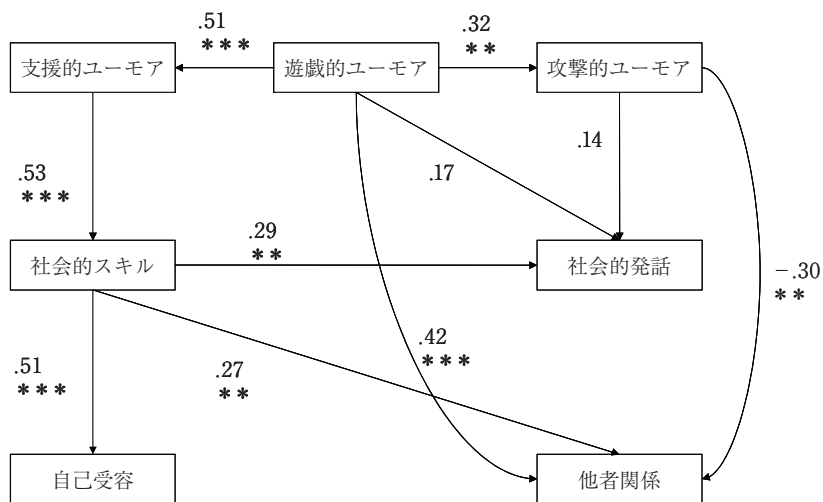 .51
***
.32
**
支援的ユーモア
遊戯的ユーモア
攻撃的ユーモア
.14
.17
.53
***
.29
**
社会的スキル
社会的発話
−.30
**
.42
***
.51
***
.27
**
自己受容
他者関係